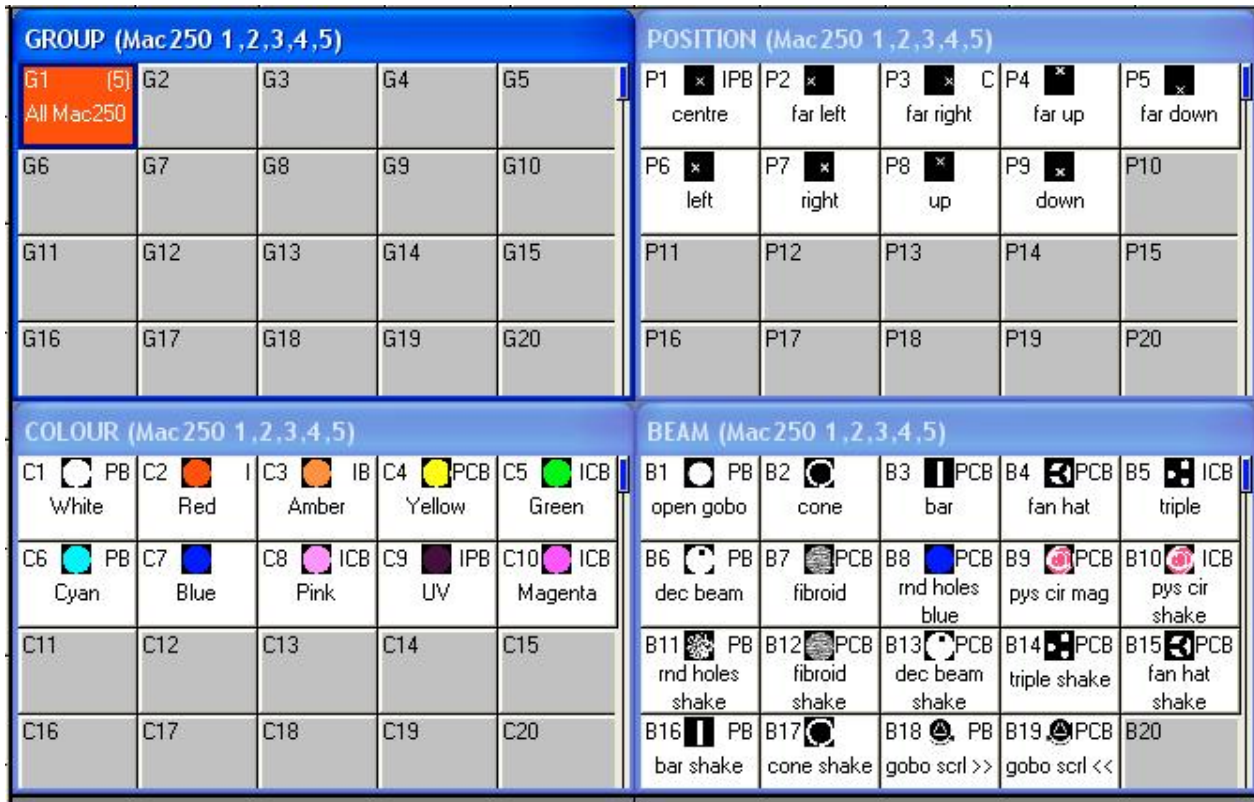 GROUP (Mac250 1,2,3,4,5)
G1 (5) G2 G3 G4 G5
All Mac250
G6 G7 G8 G9 G10
G11 G12 G13 G14 G15
G16 G17 G18 G19 G20
POSITION (Mac250 1,2,3,4,5)
P1 IPB P2 P3 C P4 P5
centre far left far right far up far down
P6 P7 P8 P9 P10
left right up down
P11 P12 P13 P14 P15
P16 P17 P18 P19 P20
COLOUR (Mac250 1,2,3,4,5)
C1 PB C2 I C3 IB C4 PCB C5 ICB
White Red Amber Yellow Green
C6 PB C7 C8 ICB C9 IPB C10 ICB
Cyan Blue Pink UV Magenta
C11 C12 C13 C14 C15
C16 C17 C18 C19 C20
BEAM (Mac250 1,2,3,4,5)
B1 PB B2 B3 PCB B4 PCB B5 ICB
open gobo cone bar fan hat triple
B6 PB B7 PCB B8 PCB B9 PCB B10 ICB
dec beam fibroid rnd holes blue pys cir mag pys cir shake
B11 PB B12 PCB B13 PCB B14 PCB B15 PCB
rnd holes shake fibroid shake dec beam shake triple shake fan hat shake
B16 PB B17 B18 PB B19 PCB B20
bar shake cone shake gobo scrl >> gobo scrl <<